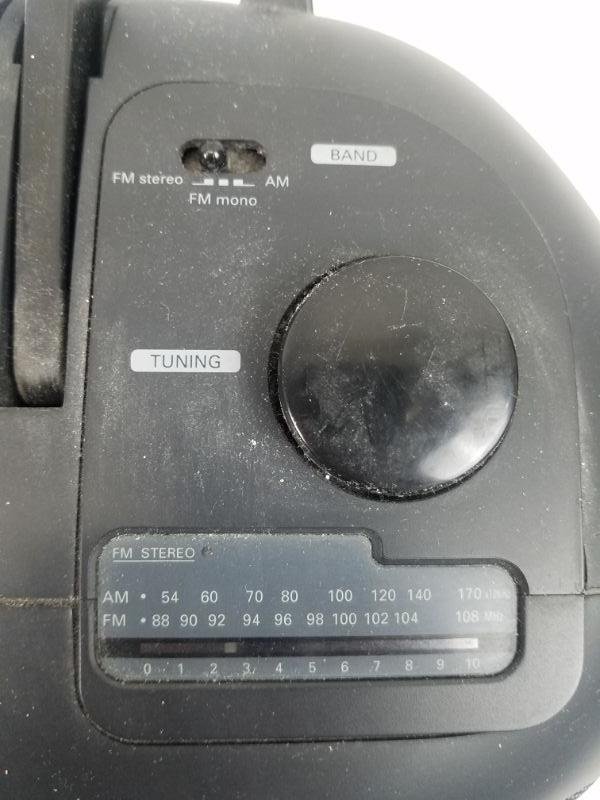 BAND
FM stereo AM
FM mono
TUNING
FM STEREO
AM • 54 60 70 80 100 120 140 170 x10kHz
FM • 88 90 92 94 96 98 100 102 104 108 MHz
0 1 2 3 4 5 6 7 8 9 10